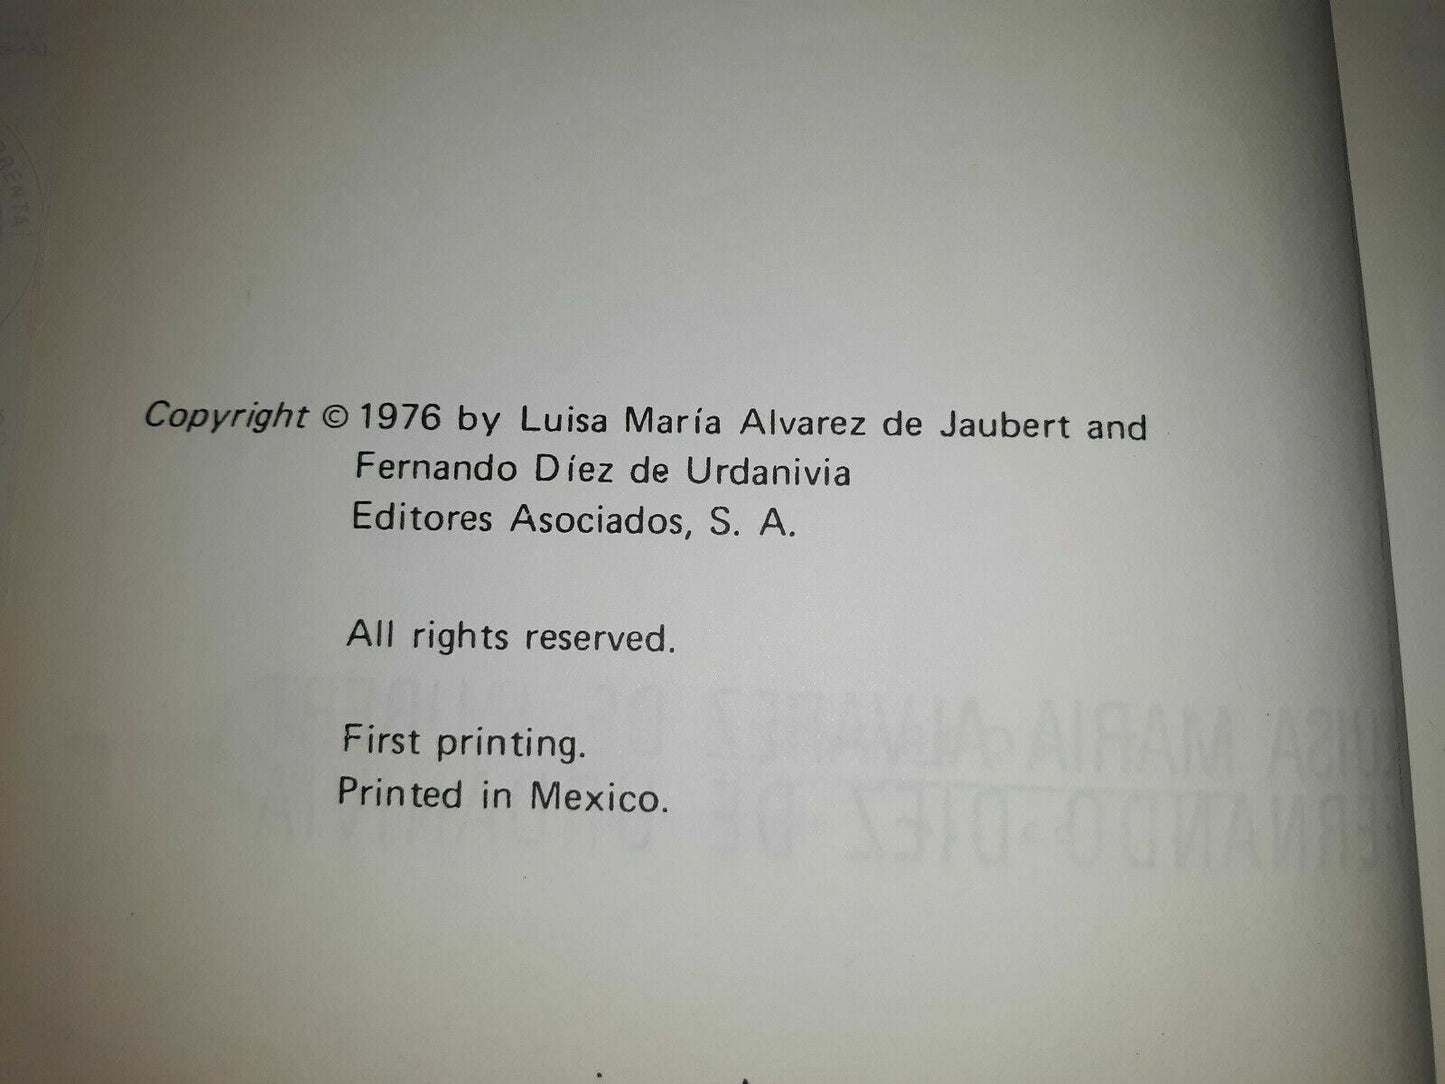 Copyright © 1976 by Luisa María Alvarez de Jaubert and
Fernando Díez de Urdanivia
Editores Asociados, S. A.
All rights reserved.
First printing.
Printed in Mexico.